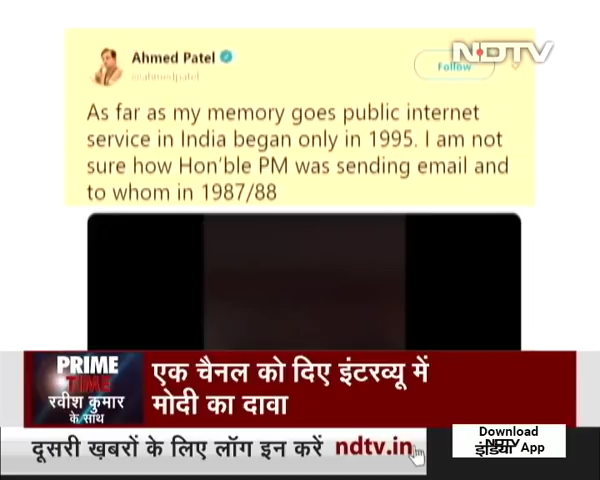 Ahmed Patel
@ahmedpatel
Follow
NDTV
As far as my memory goes public internet
service in India began only in 1995. I am not
sure how Hon'ble PM was sending email and
to whom in 1987/88
PRIME
TIME
रवीश कुमार
के साथ
एक चैनल को दिए इंटरव्यू में
मोदी का दावा
दूसरी ख़बरों के लिए लॉग इन करें ndtv.in
Download
NDTV
इंडिया App